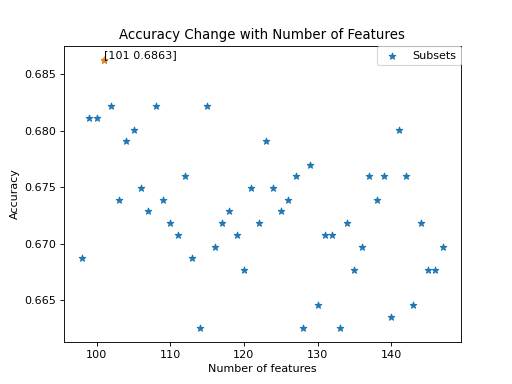 Accuracy Change with Number of Features
[101 0.6863]
Subsets
0.685
0.680
0.675
0.670
0.665
Accuracy
100 110 120 130 140
Number of features